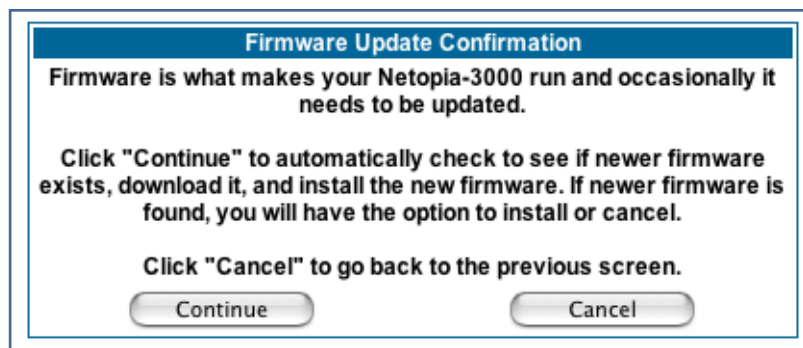 Firmware Update Confirmation
Firmware is what makes your Netopia-3000 run and occasionally it
needs to be updated.
Click "Continue" to automatically check to see if newer firmware
exists, download it, and install the new firmware. If newer firmware is
found, you will have the option to install or cancel.
Click "Cancel" to go back to the previous screen.
Continue
Cancel